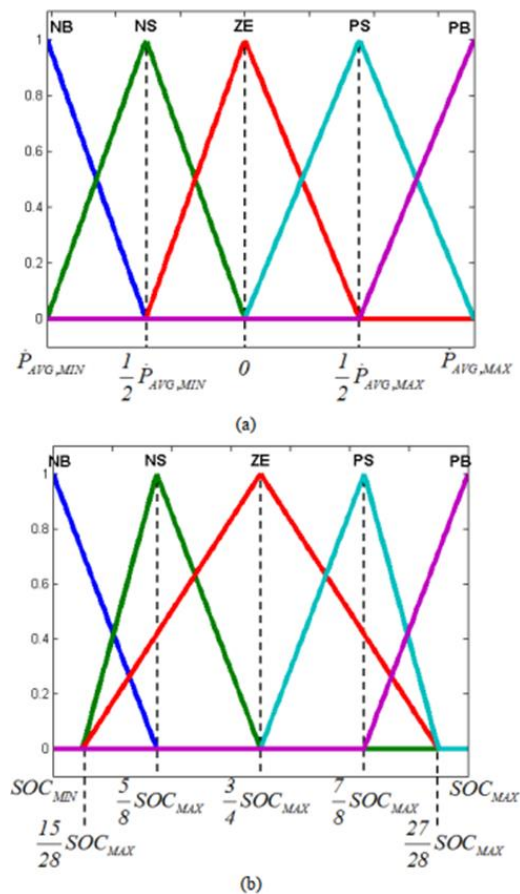 NB NS ZE PS PB
1
0.8
0.6
0.4
0.2
0
Ṗ_AVG,MIN 1/2 Ṗ_AVG,MIN 0 1/2 Ṗ_AVG,MAX Ṗ_AVG,MAX
(a)
NB NS ZE PS PB
1
0.8
0.6
0.4
0.2
0
SOC_MIN 5/8 SOC_MAX 3/4 SOC_MAX 7/8 SOC_MAX SOC_MAX
15/28 SOC_MAX 27/28 SOC_MAX
(b)